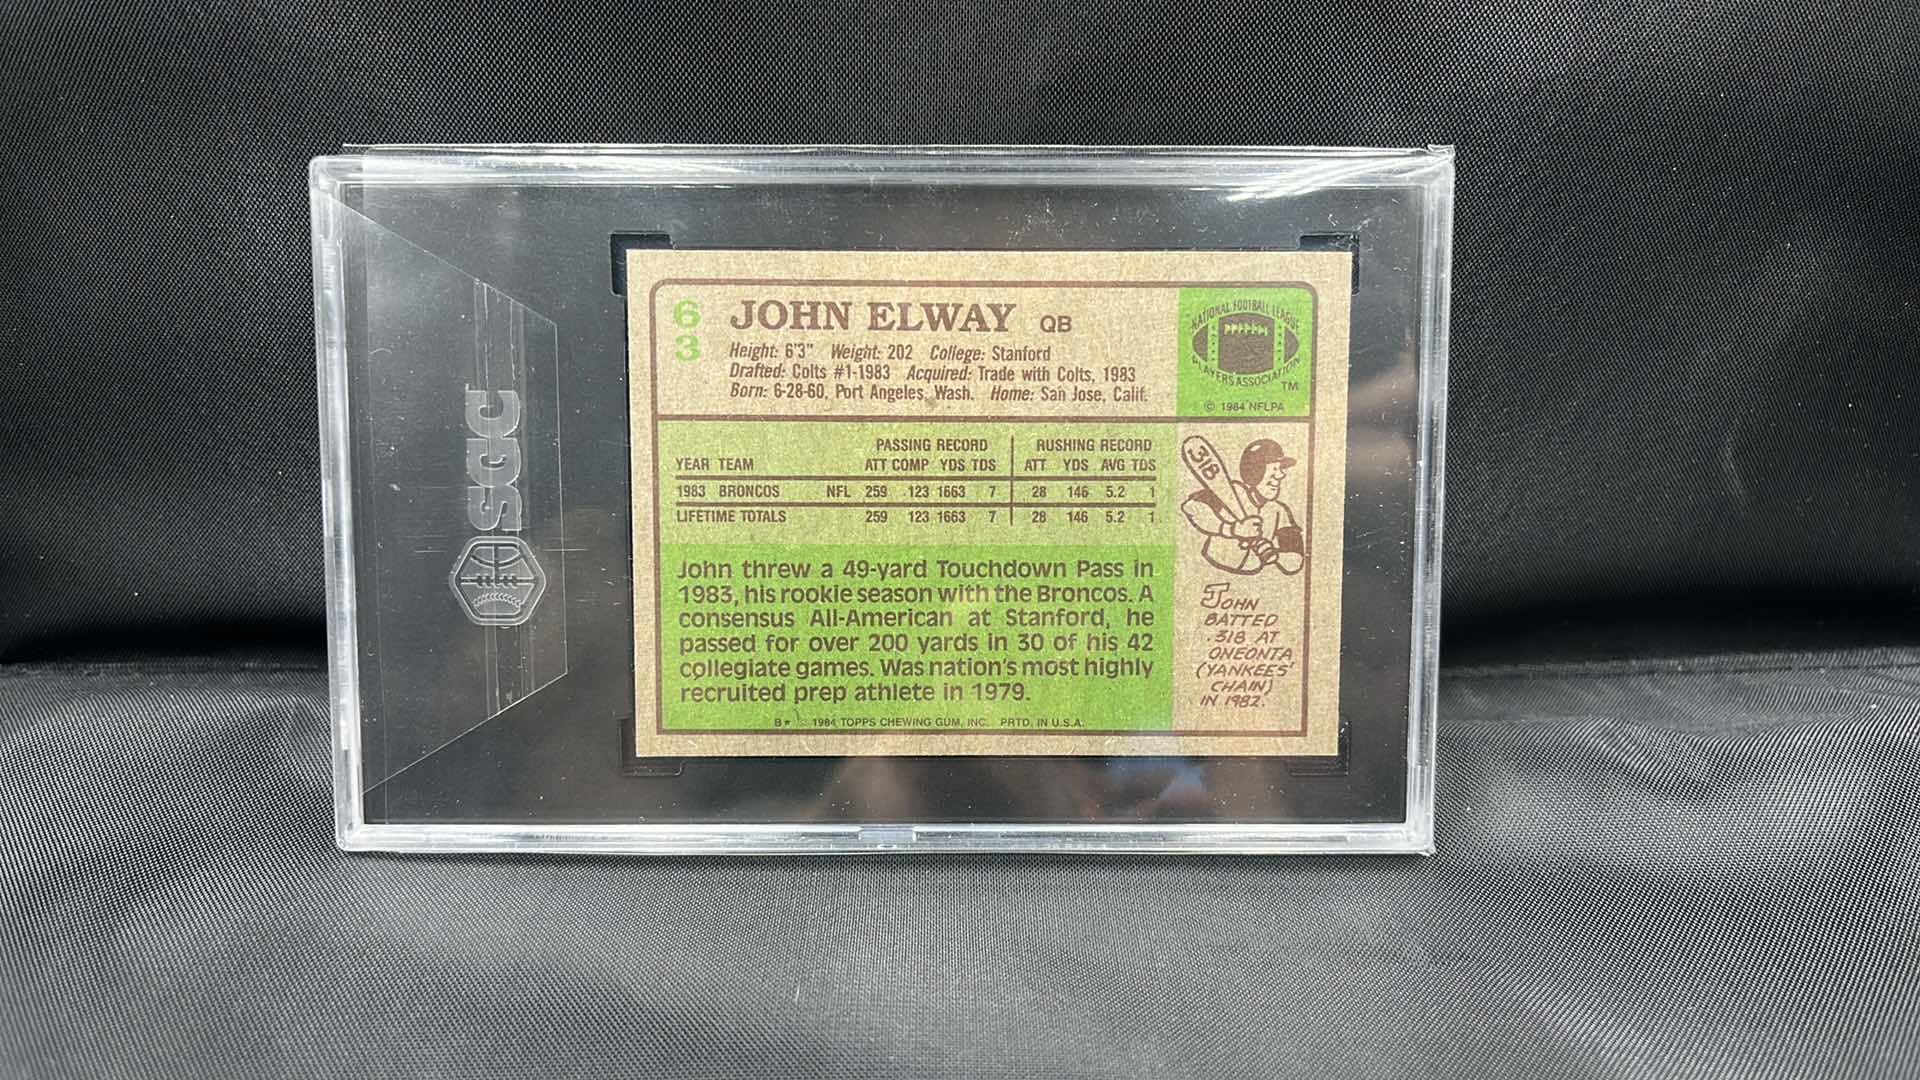 SGC
63
JOHN ELWAY QB
Height: 6'3" Weight: 202 College: Stanford
Drafted: Colts #1-1983 Acquired: Trade with Colts, 1983
Born: 6-28-60, Port Angeles, Wash. Home: San Jose, Calif.
NATIONAL FOOTBALL LEAGUE
PLAYERS ASSOCIATION
TM
© 1984 NFLPA
PASSING RECORD RUSHING RECORD
YEAR TEAM ATT COMP YDS TDS ATT YDS AVG TDS
1983 BRONCOS NFL 259 123 1663 7 28 146 5.2 1
LIFETIME TOTALS 259 123 1663 7 28 146 5.2 1
John threw a 49-yard Touchdown Pass in
1983, his rookie season with the Broncos. A
consensus All-American at Stanford, he
passed for over 200 yards in 30 of his 42
collegiate games. Was nation's most highly
recruited prep athlete in 1979.
B* © 1984 TOPPS CHEWING GUM, INC. PRTD. IN U.S.A.
.318
JOHN
BATTED
.318 AT
ONEONTA
(YANKEES'
CHAIN)
IN 1982.